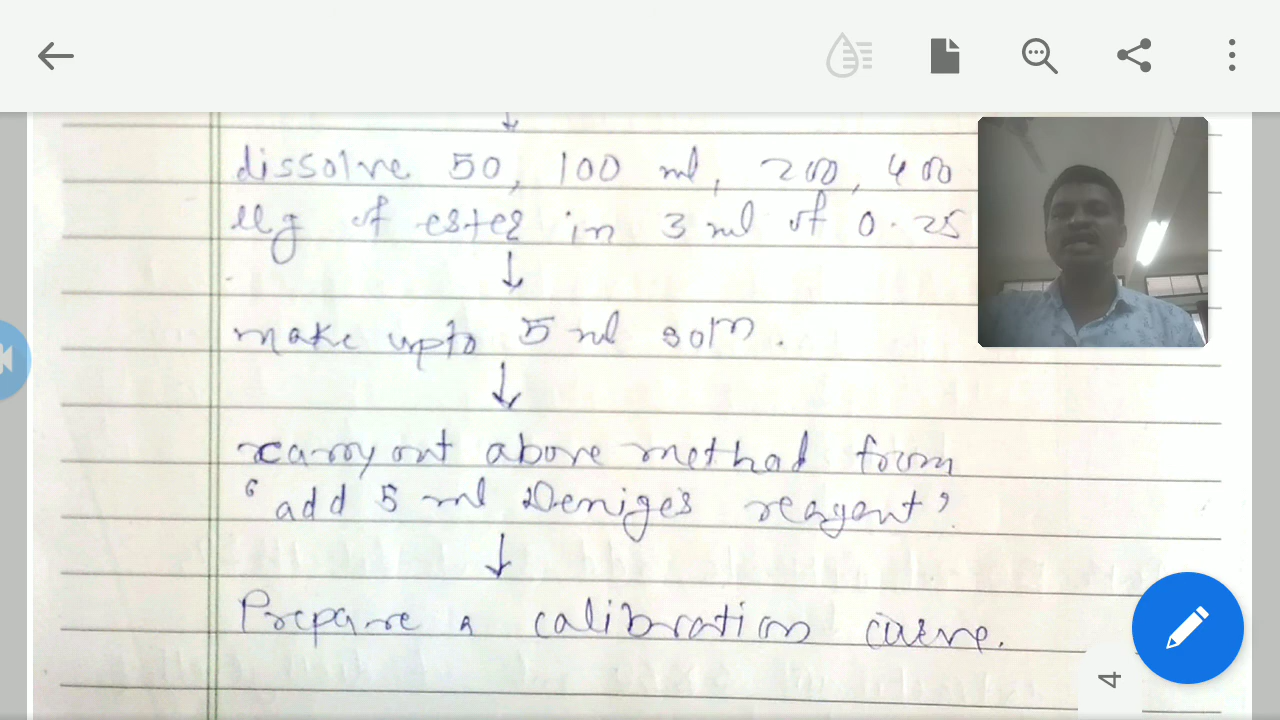 dissolve 50, 100 ml, 200, 400
ug of ester in 3 ml of 0.25
make upto 5 ml soln.
carry out above method from
'add 5 ml Deniges reagent'
Prepare a calibration curve.
4